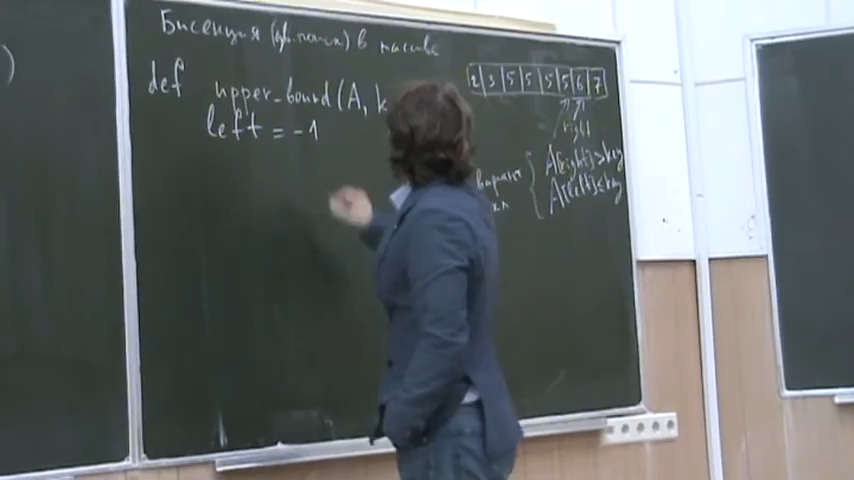 Бисекция (дв. поиск) в массиве
def upper_bound(A, k
left = -1
2 3 5 5 5 5 6 7
right
вариант
A[right] > key
A[left] ≤ key